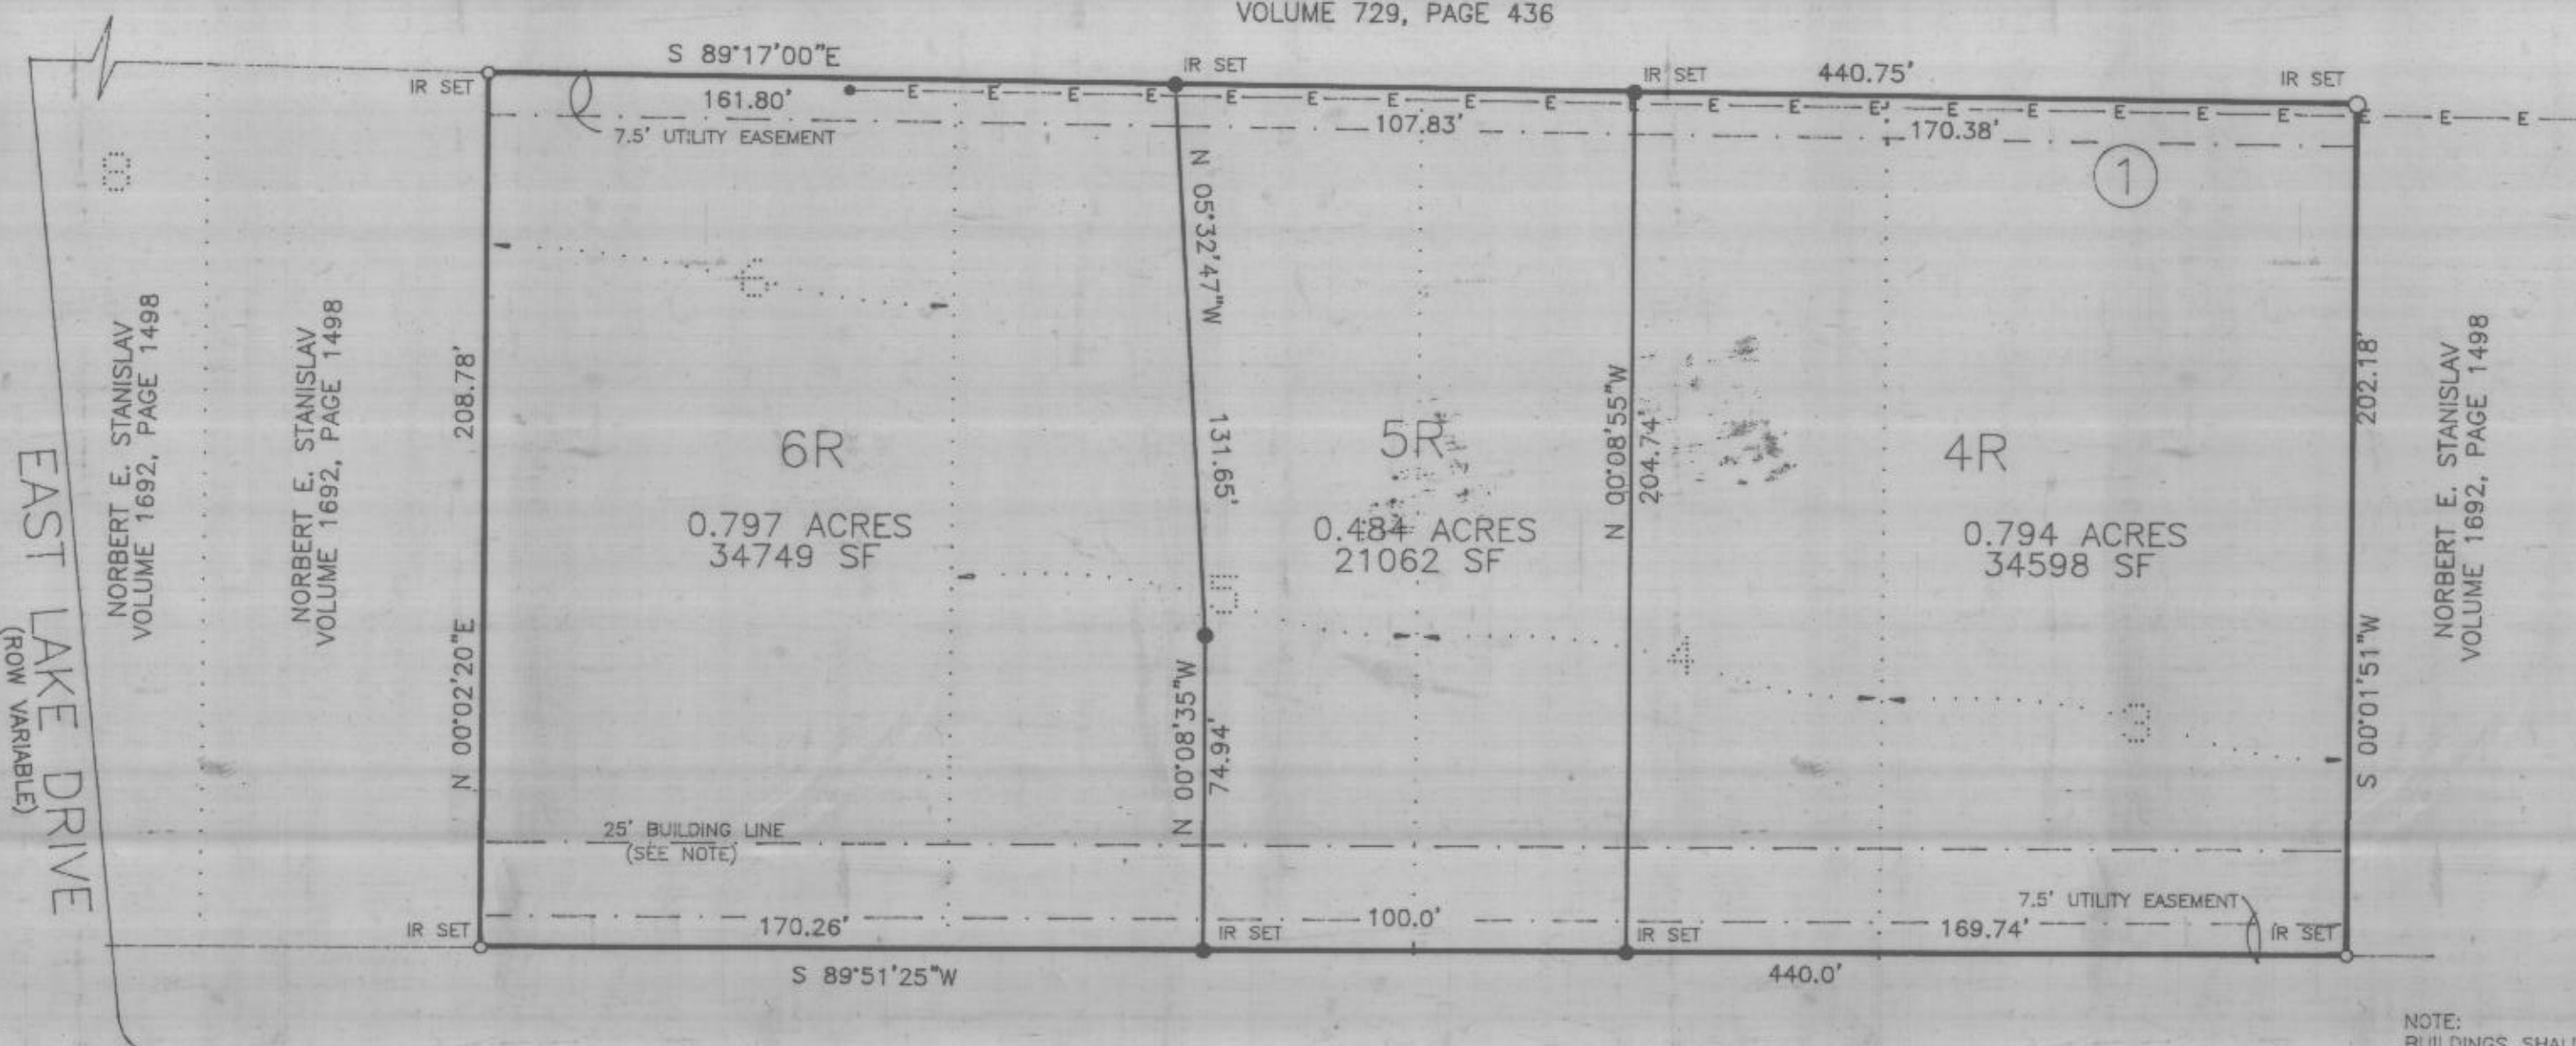 VOLUME 729, PAGE 436
S 89°17'00"E
IR SET
IR SET
IR SET
440.75'
IR SET
161.80'
E E E E E E E E E E E E E E E E E E E E
107.83'
170.38'
7.5' UTILITY EASEMENT
1
8
N 05°32'47"W
131.65'
6
NORBERT E. STANISLAV
VOLUME 1692, PAGE 1498
NORBERT E. STANISLAV
VOLUME 1692, PAGE 1498
N 00°02'20"E
208.78'
6R
0.797 ACRES
34749 SF
5R
0.484 ACRES
21062 SF
N 00°08'55"W
204.74'
4R
0.794 ACRES
34598 SF
S 00°01'51"W
202.18'
NORBERT E. STANISLAV
VOLUME 1692, PAGE 1498
5
4
3
EAST LAKE DRIVE
(ROW VARIABLE)
N 00°08'35"W
74.94'
25' BUILDING LINE
(SEE NOTE)
7.5' UTILITY EASEMENT
IR SET
170.26'
IR SET
100.0'
IR SET
169.74'
IR SET
S 89°51'25"W
440.0'
NOTE:
BUILDINGS